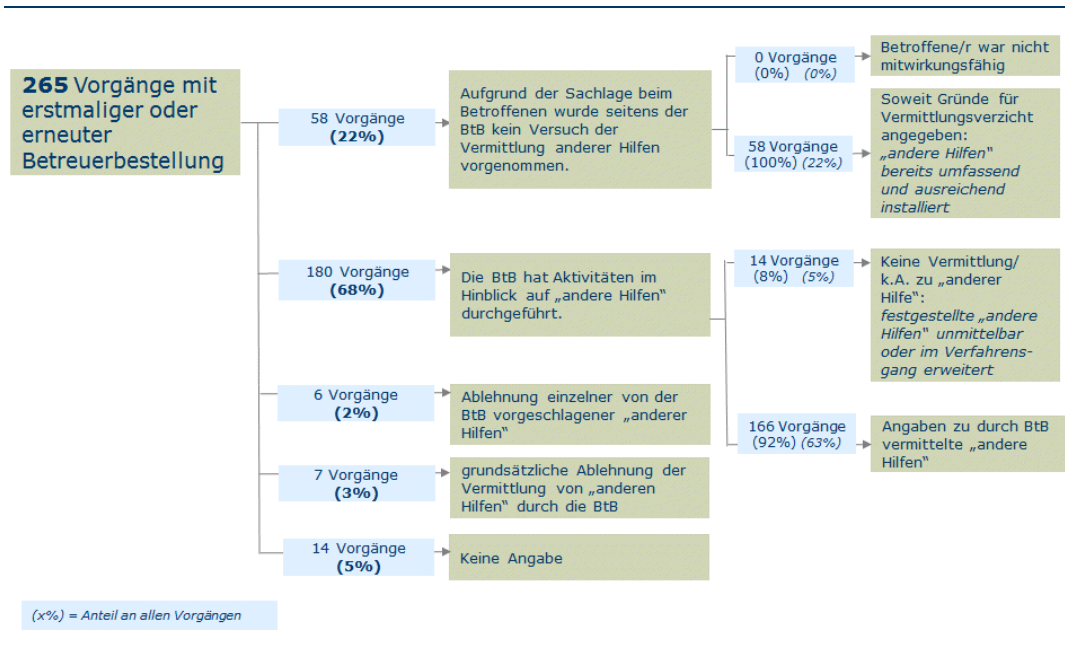 265 Vorgänge mit
erstmaliger oder
erneuter
Betreuerbestellung
58 Vorgänge
(22%)
Aufgrund der Sachlage beim
Betroffenen wurde seitens der
BtB kein Versuch der
Vermittlung anderer Hilfen
vorgenommen.
0 Vorgänge
(0%) (0%)
Betroffene/r war nicht
mitwirkungsfähig
58 Vorgänge
(100%) (22%)
Soweit Gründe für
Vermittlungsverzicht
angegeben:
„andere Hilfen"
bereits umfassend
und ausreichend
installiert
180 Vorgänge
(68%)
Die BtB hat Aktivitäten im
Hinblick auf „andere Hilfen"
durchgeführt.
14 Vorgänge
(8%) (5%)
Keine Vermittlung/
k.A. zu „anderer
Hilfe":
festgestellte „andere
Hilfen" unmittelbar
oder im Verfahrens-
gang erweitert
166 Vorgänge
(92%) (63%)
Angaben zu durch BtB
vermittelte „andere
Hilfen"
6 Vorgänge
(2%)
Ablehnung einzelner von der
BtB vorgeschlagener „anderer
Hilfen"
7 Vorgänge
(3%)
grundsätzliche Ablehnung der
Vermittlung von „anderen
Hilfen" durch die BtB
14 Vorgänge
(5%)
Keine Angabe
(x%) = Anteil an allen Vorgängen